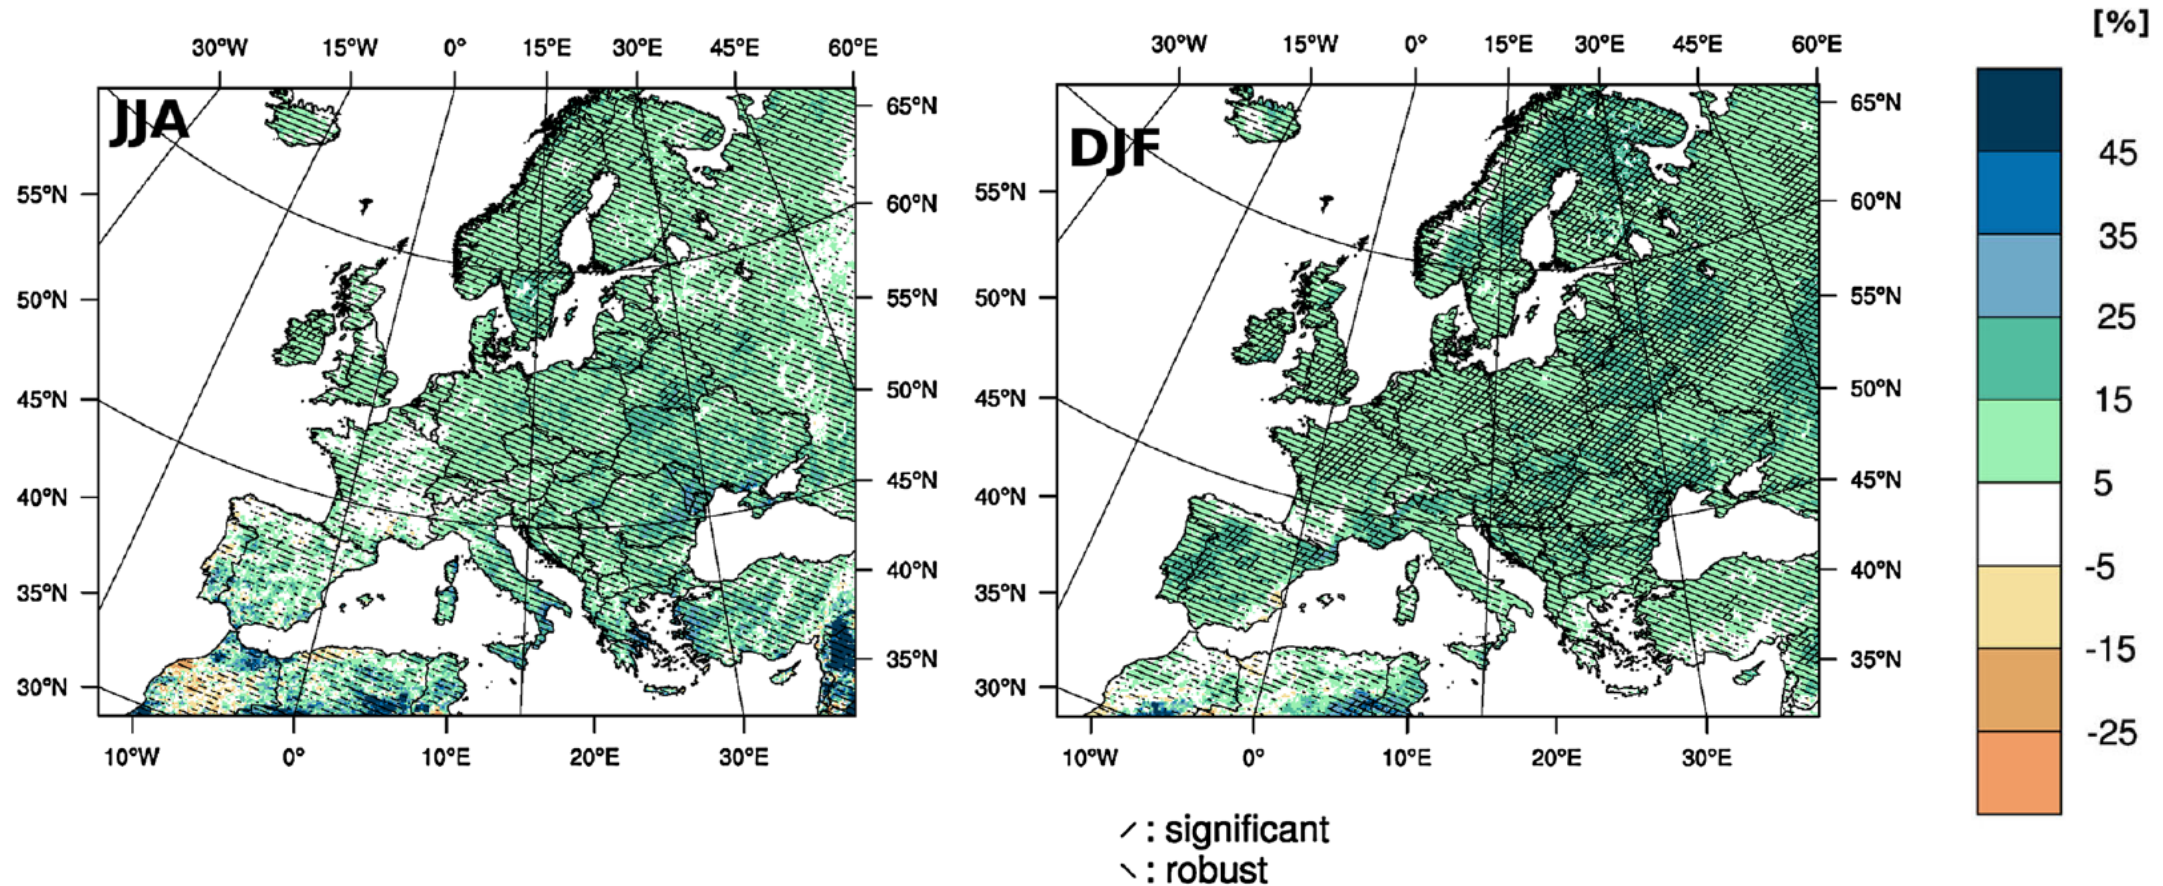 [%]
30°W 15°W 0° 15°E 30°E 45°E 60°E
30°W 15°W 0° 15°E 30°E 45°E 60°E
JJA
DJF
65°N
60°N
55°N
50°N
45°N
40°N
35°N
55°N
50°N
45°N
40°N
35°N
30°N
65°N
60°N
55°N
50°N
45°N
40°N
35°N
55°N
50°N
45°N
40°N
35°N
30°N
10°W 0° 10°E 20°E 30°E
10°W 0° 10°E 20°E 30°E
45
35
25
15
5
-5
-15
-25
⟋ : significant
⟍ : robust